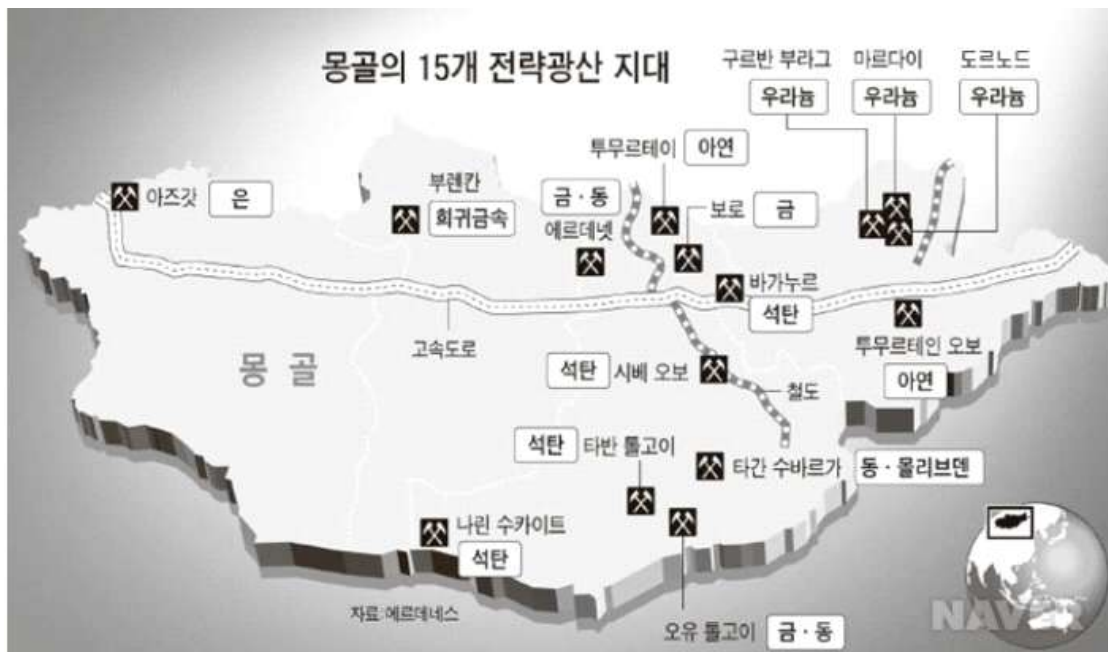 몽골의 15개 전략광산 지대
구르반 부라그
마르다이
도르노드
우라늄
우라늄
우라늄
투무르테이
아연
아즈갓
은
부렌칸
희귀금속
금·동
에르데넷
보로
금
바가누르
석탄
고속도로
몽골
석탄
시베 오보
철도
투무르테인 오보
아연
석탄
타반 톨고이
타간 수바르가
동·몰리브덴
나린 수카이트
석탄
자료:에르데네스
오유 톨고이
금·동
NAVER